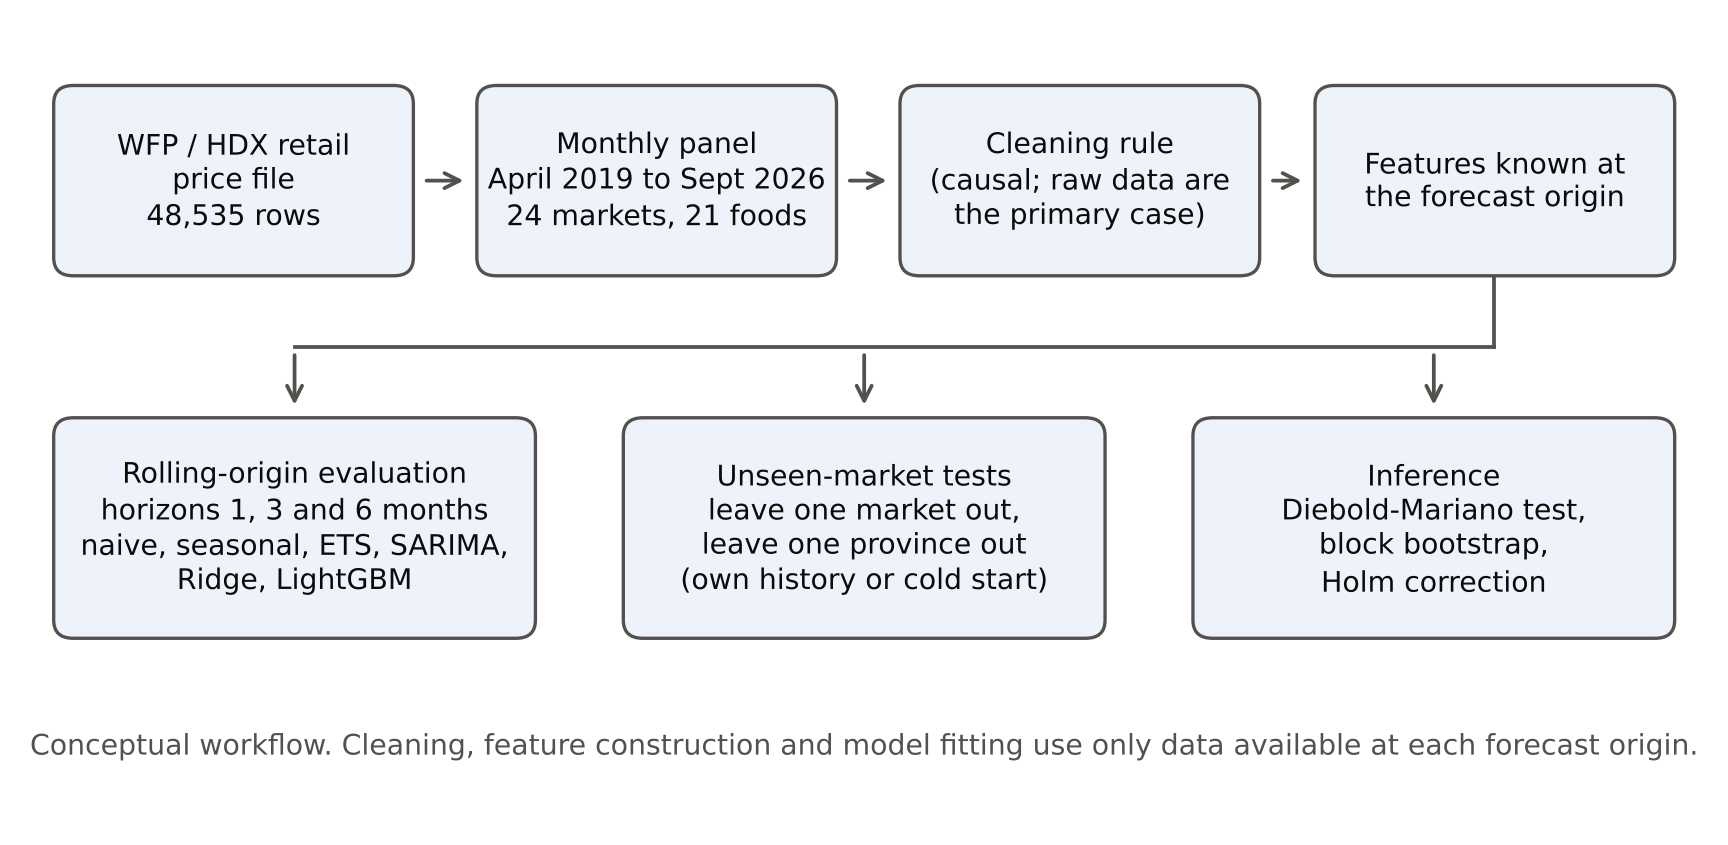 WFP / HDX retail
price file
48,535 rows
Monthly panel
April 2019 to Sept 2026
24 markets, 21 foods
Cleaning rule
(causal; raw data are
the primary case)
Features known at
the forecast origin
Rolling-origin evaluation
horizons 1, 3 and 6 months
naive, seasonal, ETS, SARIMA,
Ridge, LightGBM
Unseen-market tests
leave one market out,
leave one province out
(own history or cold start)
Inference
Diebold-Mariano test,
block bootstrap,
Holm correction
Conceptual workflow. Cleaning, feature construction and model fitting use only data available at each forecast origin.